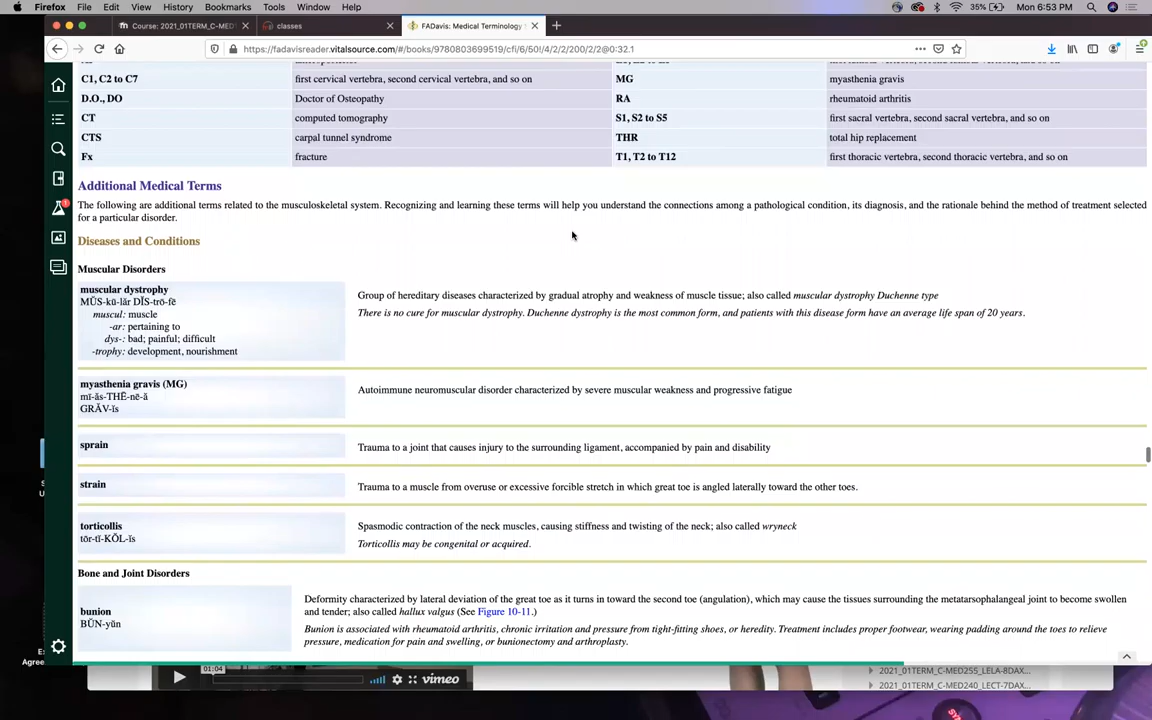 Firefox File Edit View History Bookmarks Tools Window Help 35% Mon 6:53 PM
Course: 2021_01TERM_C-MED classes FADavis: Medical Terminology
https://fadavisreader.vitalsource.com/#/books/9780803699519/cfi/6/60!/4/2/2/200/2/2@0:32.1
C1, C2 to C7 first cervical vertebra, second cervical vertebra, and so on MG myasthenia gravis
D.O., DO Doctor of Osteopathy RA rheumatoid arthritis
CT computed tomography S1, S2 to S5 first sacral vertebra, second sacral vertebra, and so on
CTS carpal tunnel syndrome THR total hip replacement
Fx fracture T1, T2 to T12 first thoracic vertebra, second thoracic vertebra, and so on
Additional Medical Terms
The following are additional terms related to the musculoskeletal system. Recognizing and learning these terms will help you understand the connections among a pathological condition, its diagnosis, and the rationale behind the method of treatment selected
for a particular disorder.
Diseases and Conditions
Muscular Disorders
muscular dystrophy
MŬS-kū-lăr DĬS-trō-fē
muscul: muscle
-ar: pertaining to
dys-: bad; painful; difficult
-trophy: development, nourishment
Group of hereditary diseases characterized by gradual atrophy and weakness of muscle tissue; also called muscular dystrophy Duchenne type
There is no cure for muscular dystrophy. Duchenne dystrophy is the most common form, and patients with this disease form have an average life span of 20 years.
myasthenia gravis (MG)
mī-ăs-THĒ-nē-ă
GRĂV-ĭs
Autoimmune neuromuscular disorder characterized by severe muscular weakness and progressive fatigue
sprain
Trauma to a joint that causes injury to the surrounding ligament, accompanied by pain and disability
strain
Trauma to a muscle from overuse or excessive forcible stretch in which great toe is angled laterally toward the other toes.
torticollis
tōr-tĭ-KŎL-ĭs
Spasmodic contraction of the neck muscles, causing stiffness and twisting of the neck; also called wryneck
Torticollis may be congenital or acquired.
Bone and Joint Disorders
bunion
BŬN-yŭn
Deformity characterized by lateral deviation of the great toe as it turns in toward the second toe (angulation), which may cause the tissues surrounding the metatarsophalangeal joint to become swollen
and tender; also called hallux valgus (See Figure 10-11.)
Bunion is associated with rheumatoid arthritis, chronic irritation and pressure from tight-fitting shoes, or heredity. Treatment includes proper footwear, wearing padding around the toes to relieve
pressure, medication for pain and swelling, or bunionectomy and arthroplasty.
01:04
vimeo
2021_01TERM_C-MED255_LELA-8DAX...
2021_01TERM_C-MED240_LECT-7DAX...